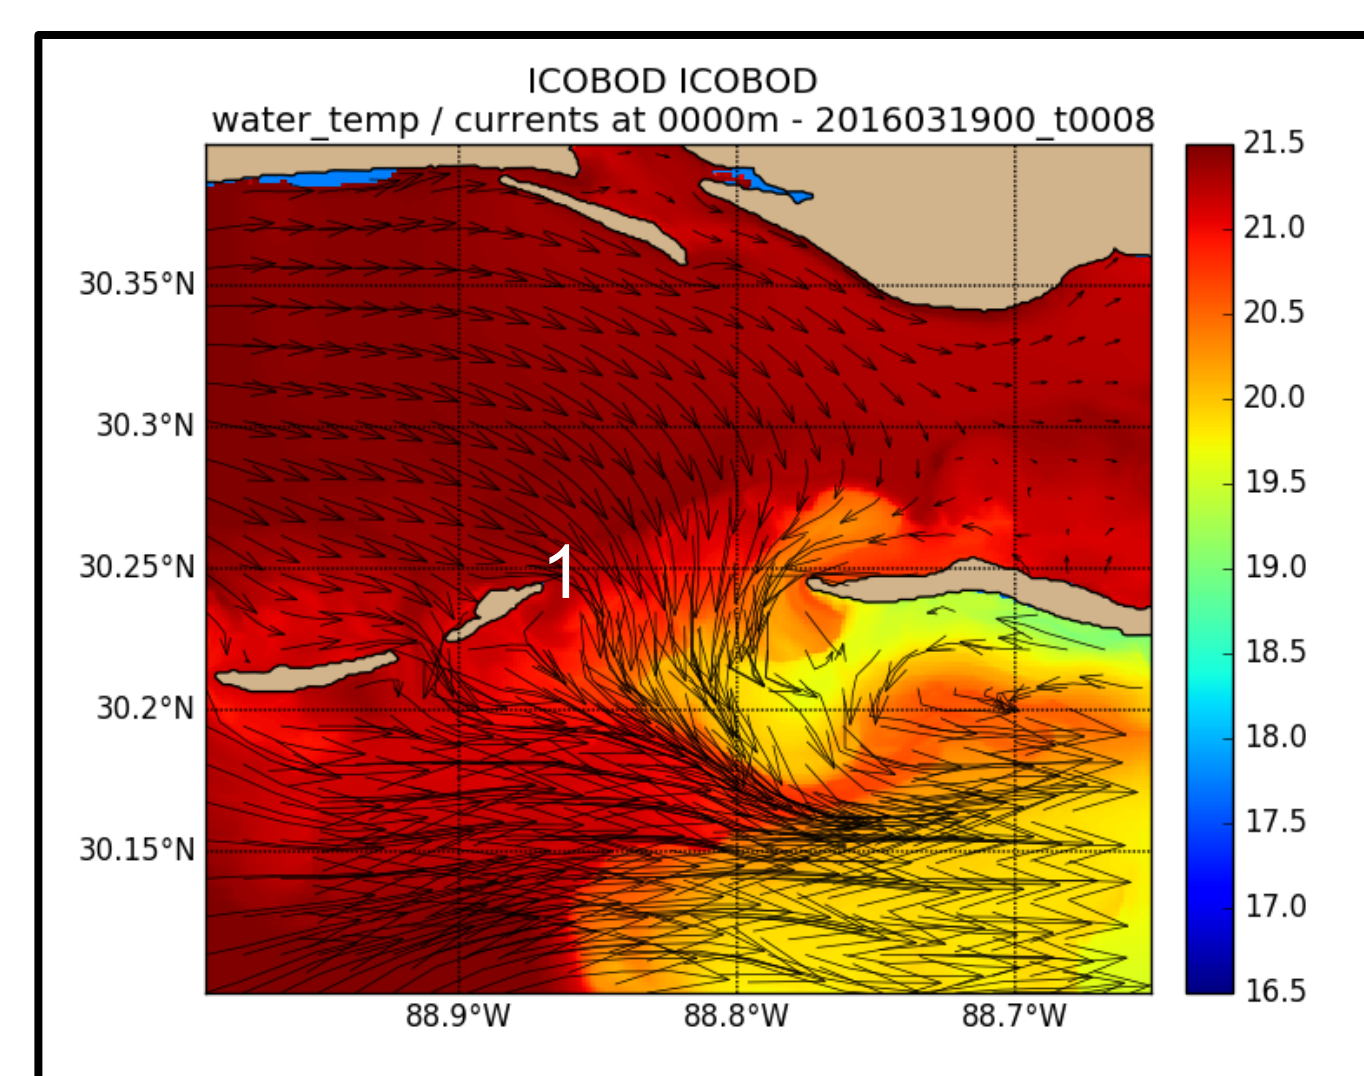 ICOBOD ICOBOD
water_temp / currents at 0000m - 2016031900_t0008
21.5
21.0
30.35°N
20.5
20.0
30.3°N
19.5
1
30.25°N
19.0
18.5
30.2°N
18.0
17.5
30.15°N
17.0
16.5
88.9°W 88.8°W 88.7°W